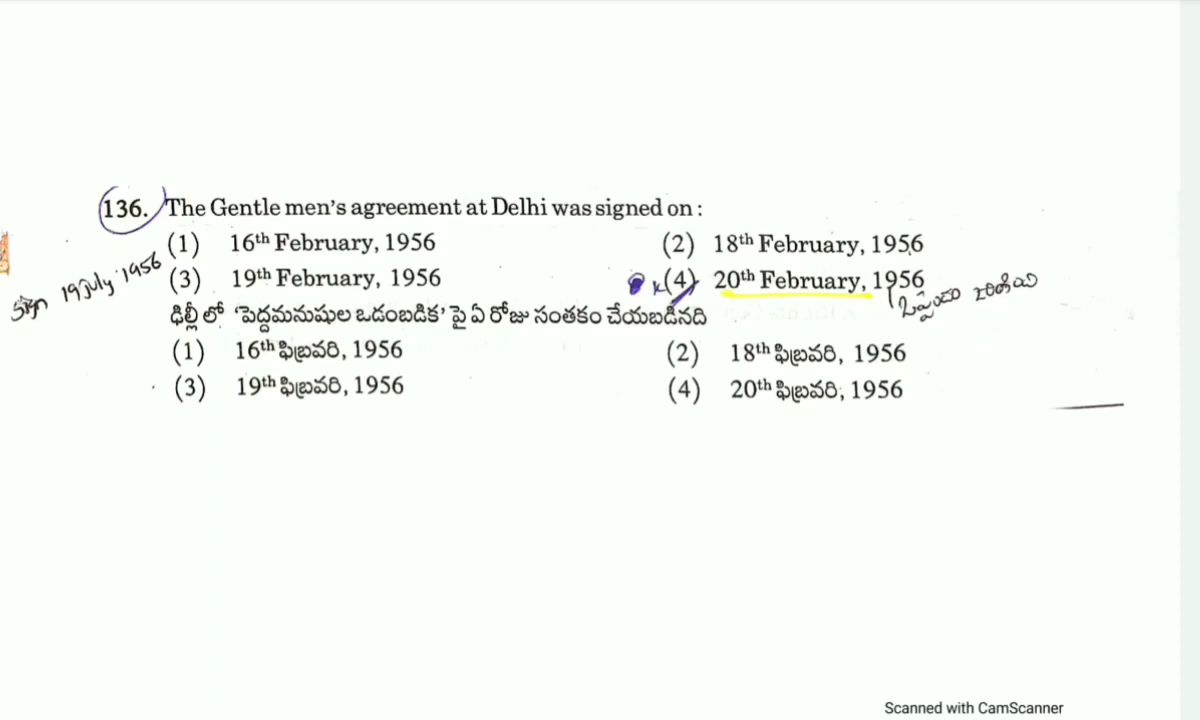 136. The Gentle men's agreement at Delhi was signed on :
(1) 16th February, 1956 (2) 18th February, 1956
19 July 1956
(3) 19th February, 1956 (4) 20th February, 1956
ఢిల్లీ లో ‘పెద్దమనుషుల ఒడంబడిక’ పై ఏ రోజు సంతకం చేయబడినది
(1) 16th ఫిబ్రవరి, 1956 (2) 18th ఫిబ్రవరి, 1956
(3) 19th ఫిబ్రవరి, 1956 (4) 20th ఫిబ్రవరి, 1956
Scanned with CamScanner